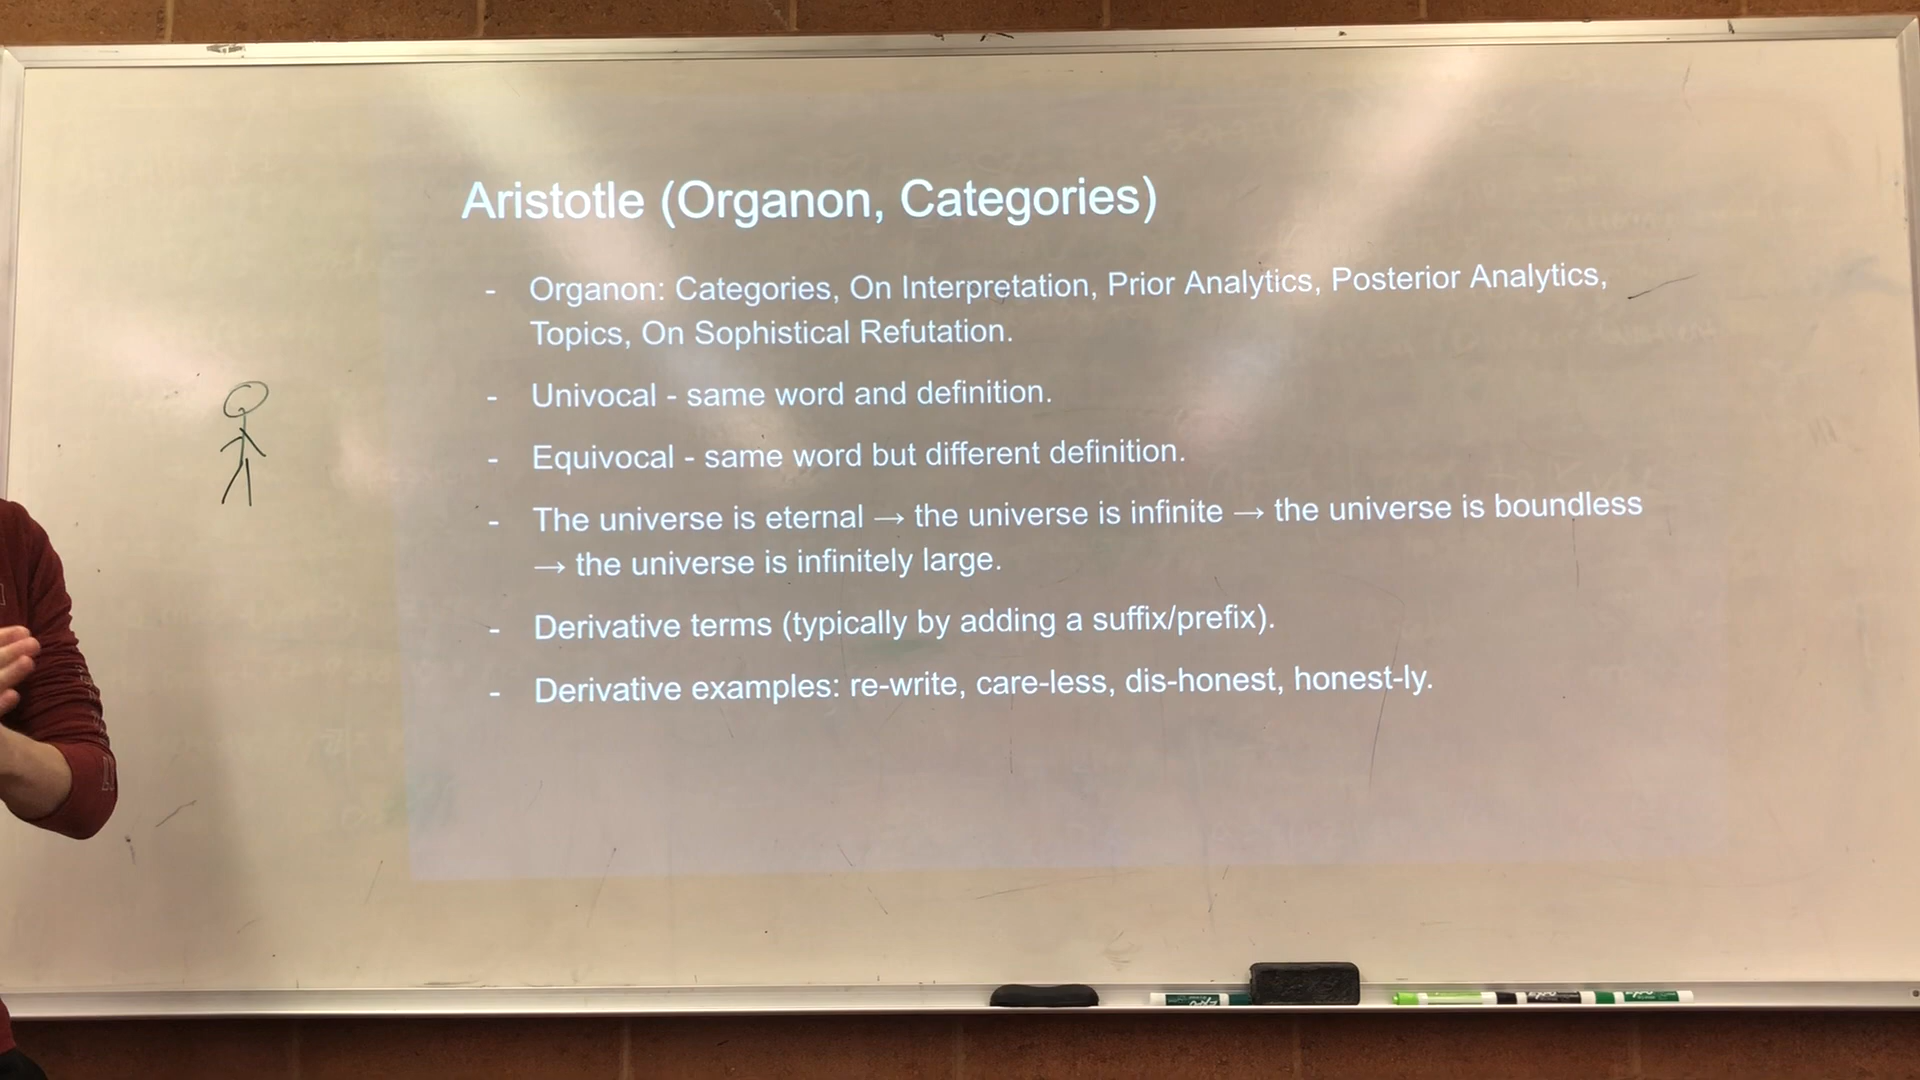 Aristotle (Organon, Categories)
- Organon: Categories, On Interpretation, Prior Analytics, Posterior Analytics,
Topics, On Sophistical Refutation.
- Univocal - same word and definition.
- Equivocal - same word but different definition.
- The universe is eternal → the universe is infinite → the universe is boundless
→ the universe is infinitely large.
- Derivative terms (typically by adding a suffix/prefix).
- Derivative examples: re-write, care-less, dis-honest, honest-ly.